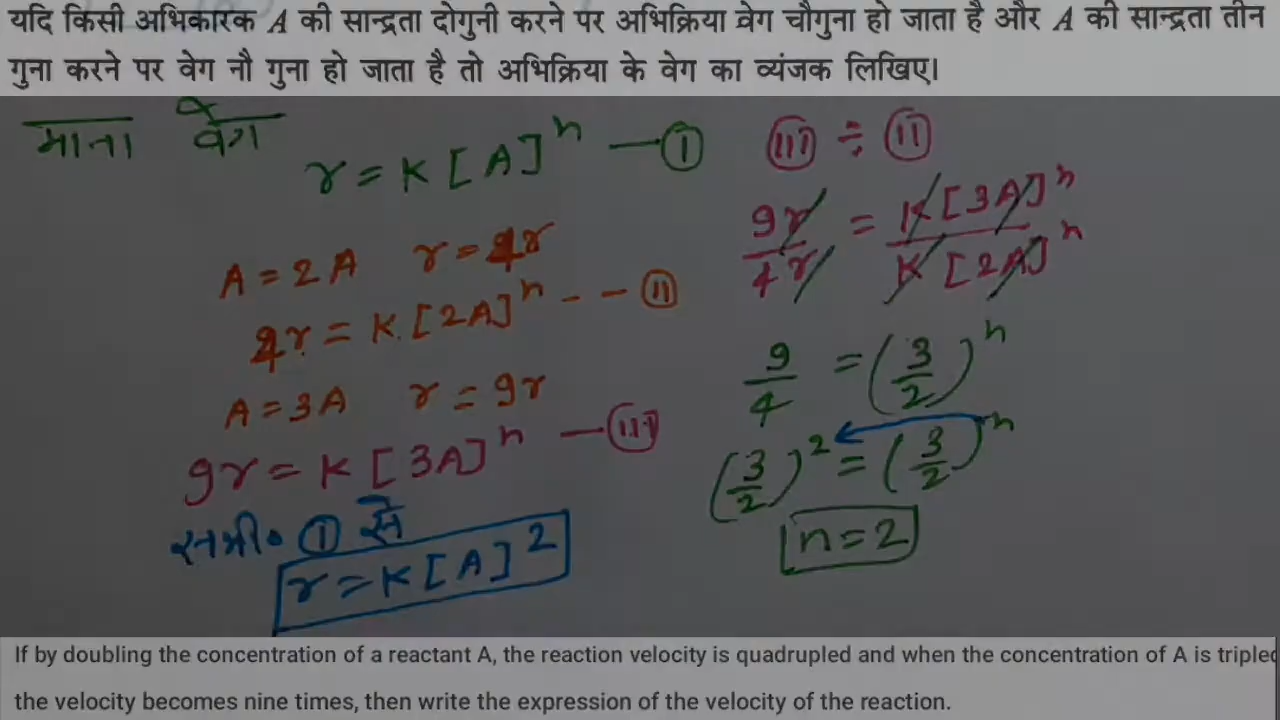 यदि किसी अभिकारक A की सान्द्रता दोगुनी करने पर अभिक्रिया वेग चौगुना हो जाता है और A की सान्द्रता तीन
गुना करने पर वेग नौ गुना हो जाता है तो अभिक्रिया के वेग का व्यंजक लिखिए।
माना वेग
r = K [A]^n — (I)
A = 2A r = 4r
4r = K [2A]^n - - (II)
A = 3A r = 9r
9r = K [3A]^n — (III)
समी० (I) से
r = K [A]^2
(III) ÷ (II)
9r/4r = K [3A]^n / K [2A]^n
9/4 = (3/2)^n
(3/2)^2 = (3/2)^n
n = 2
If by doubling the concentration of a reactant A, the reaction velocity is quadrupled and when the concentration of A is tripled
the velocity becomes nine times, then write the expression of the velocity of the reaction.